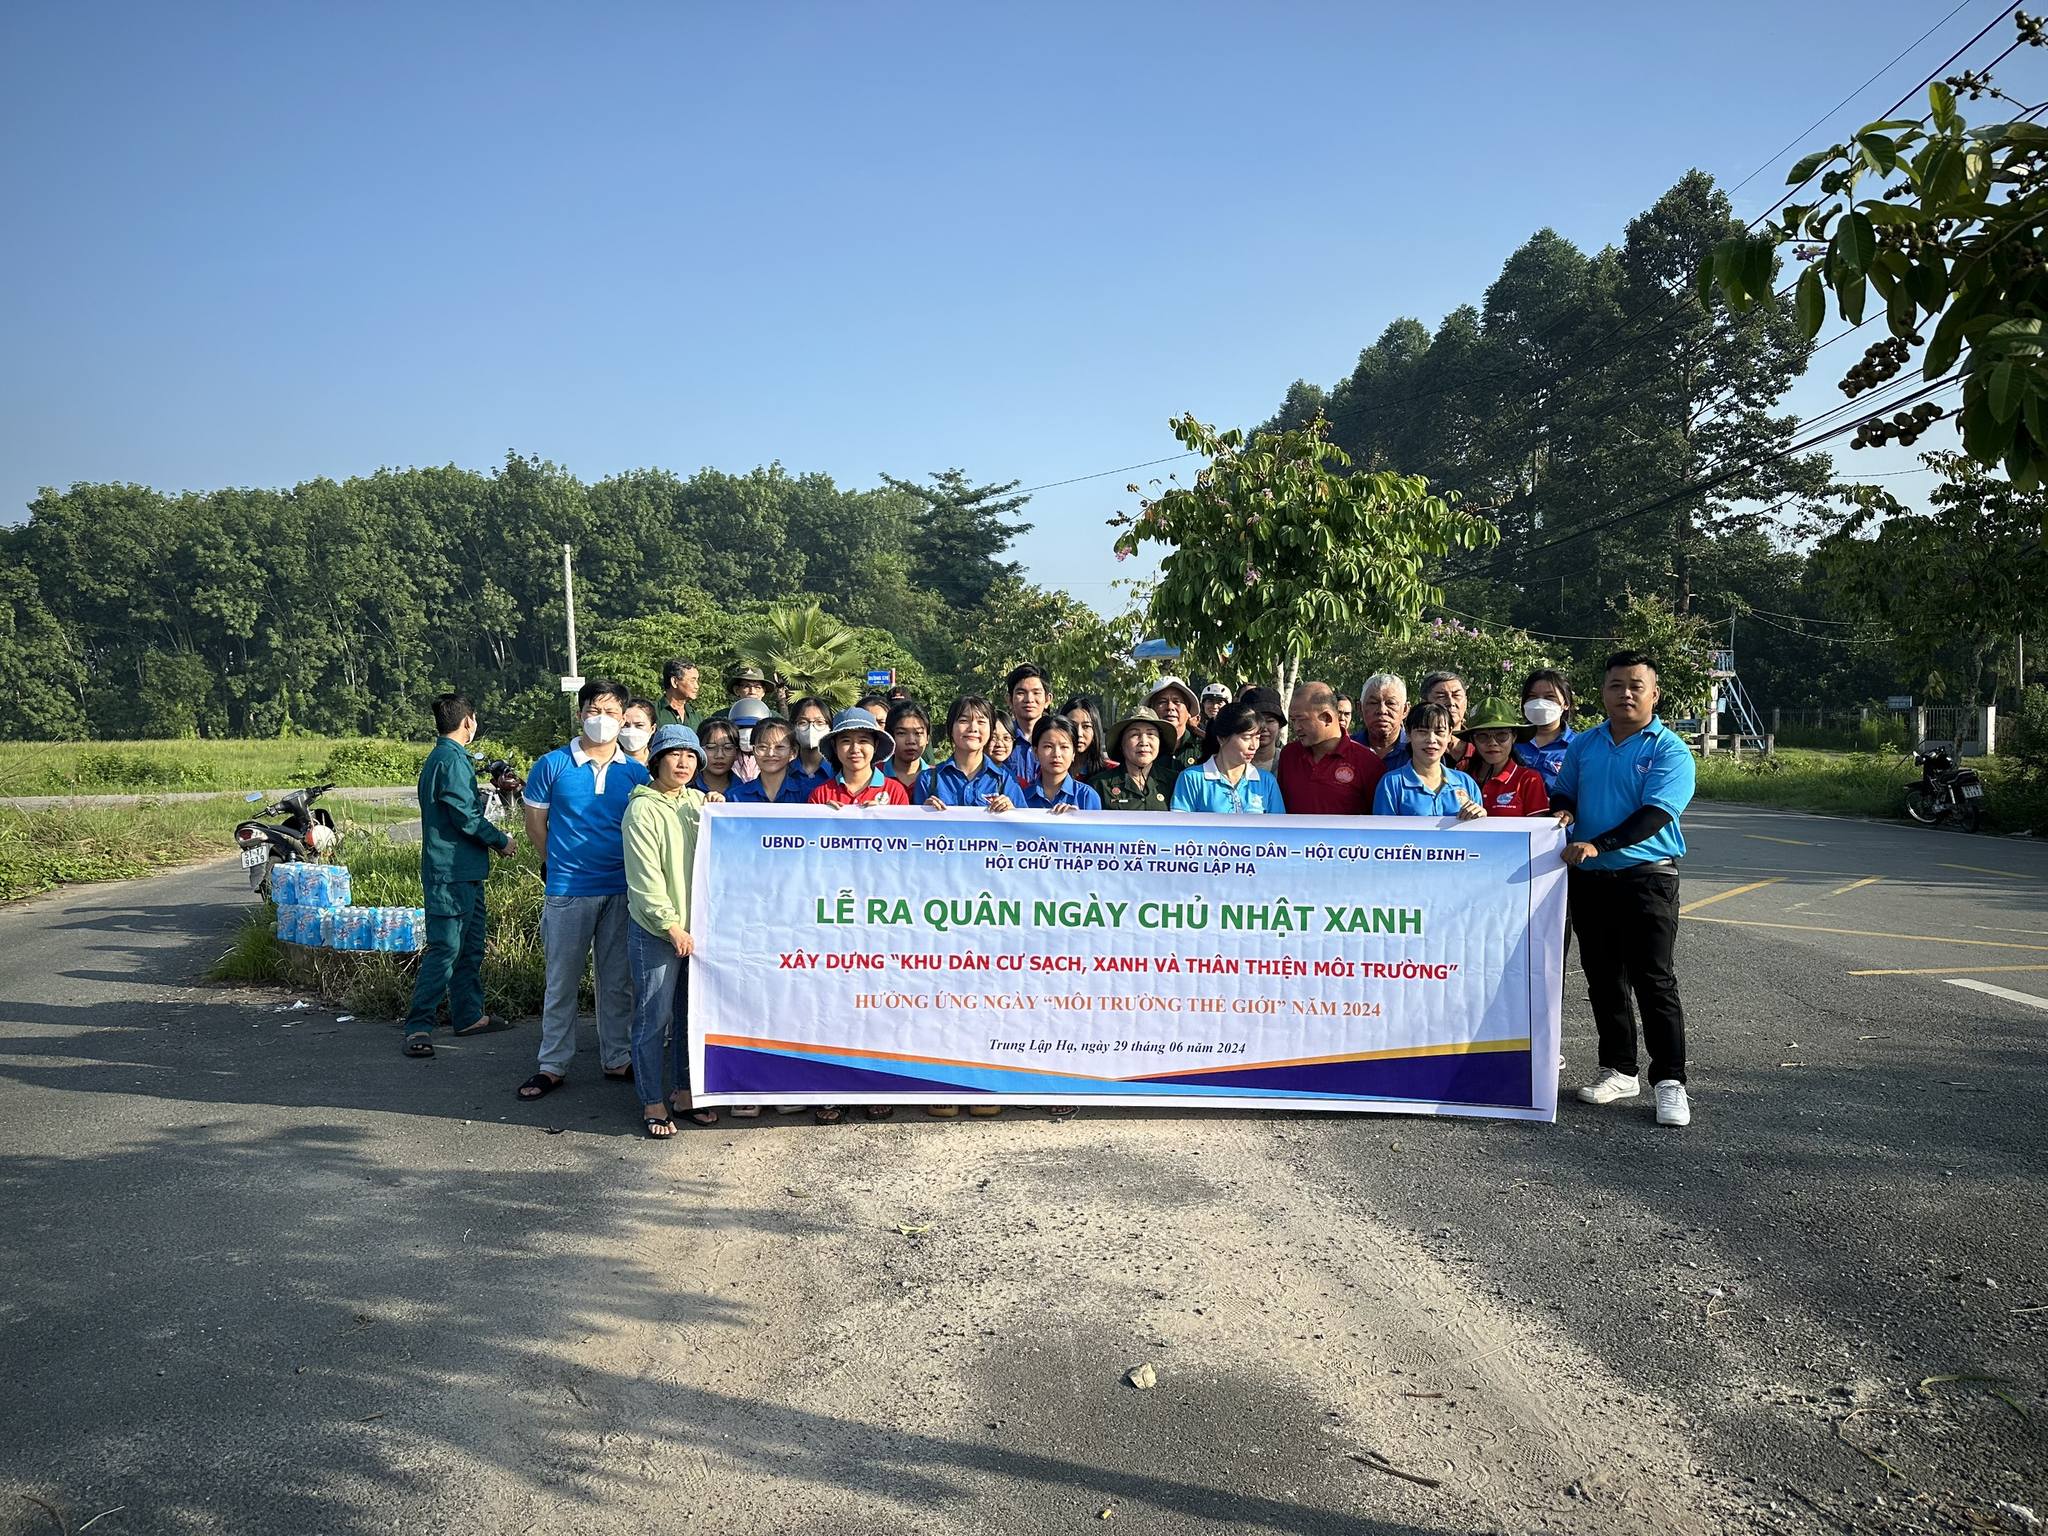 UBND - UBMTTQ VN – HỘI LHPN – ĐOÀN THANH NIÊN – HỘI NÔNG DÂN – HỘI CỰU CHIẾN BINH –
HỘI CHỮ THẬP ĐỎ XÃ TRUNG LẬP HẠ
LỄ RA QUÂN NGÀY CHỦ NHẬT XANH
XÂY DỰNG “KHU DÂN CƯ SẠCH, XANH VÀ THÂN THIỆN MÔI TRƯỜNG”
HƯỞNG ỨNG NGÀY “MÔI TRƯỜNG THẾ GIỚI” NĂM 2024
Trung Lập Hạ, ngày 29 tháng 06 năm 2024